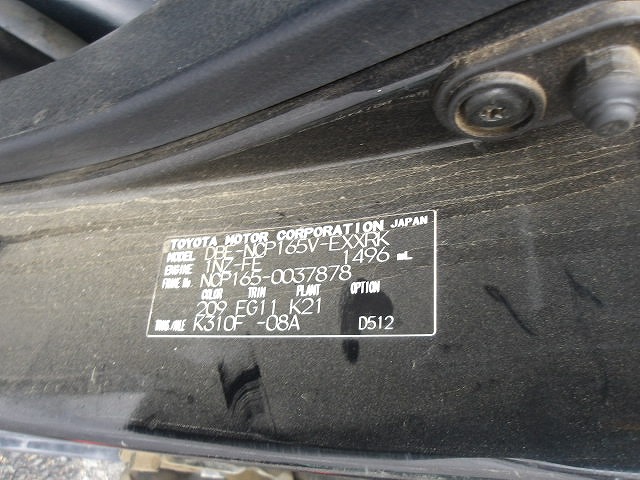 TOYOTA MOTOR CORPORATION JAPAN
MODEL DBE-NCP165V-EXXRK
ENGINE 1NZ-FE 1496 mL
FRAME No. NCP165-0037878
COLOR TRIM PLANT OPTION
209 EG11 K21
TRANS/AXLE K310F -08A D512